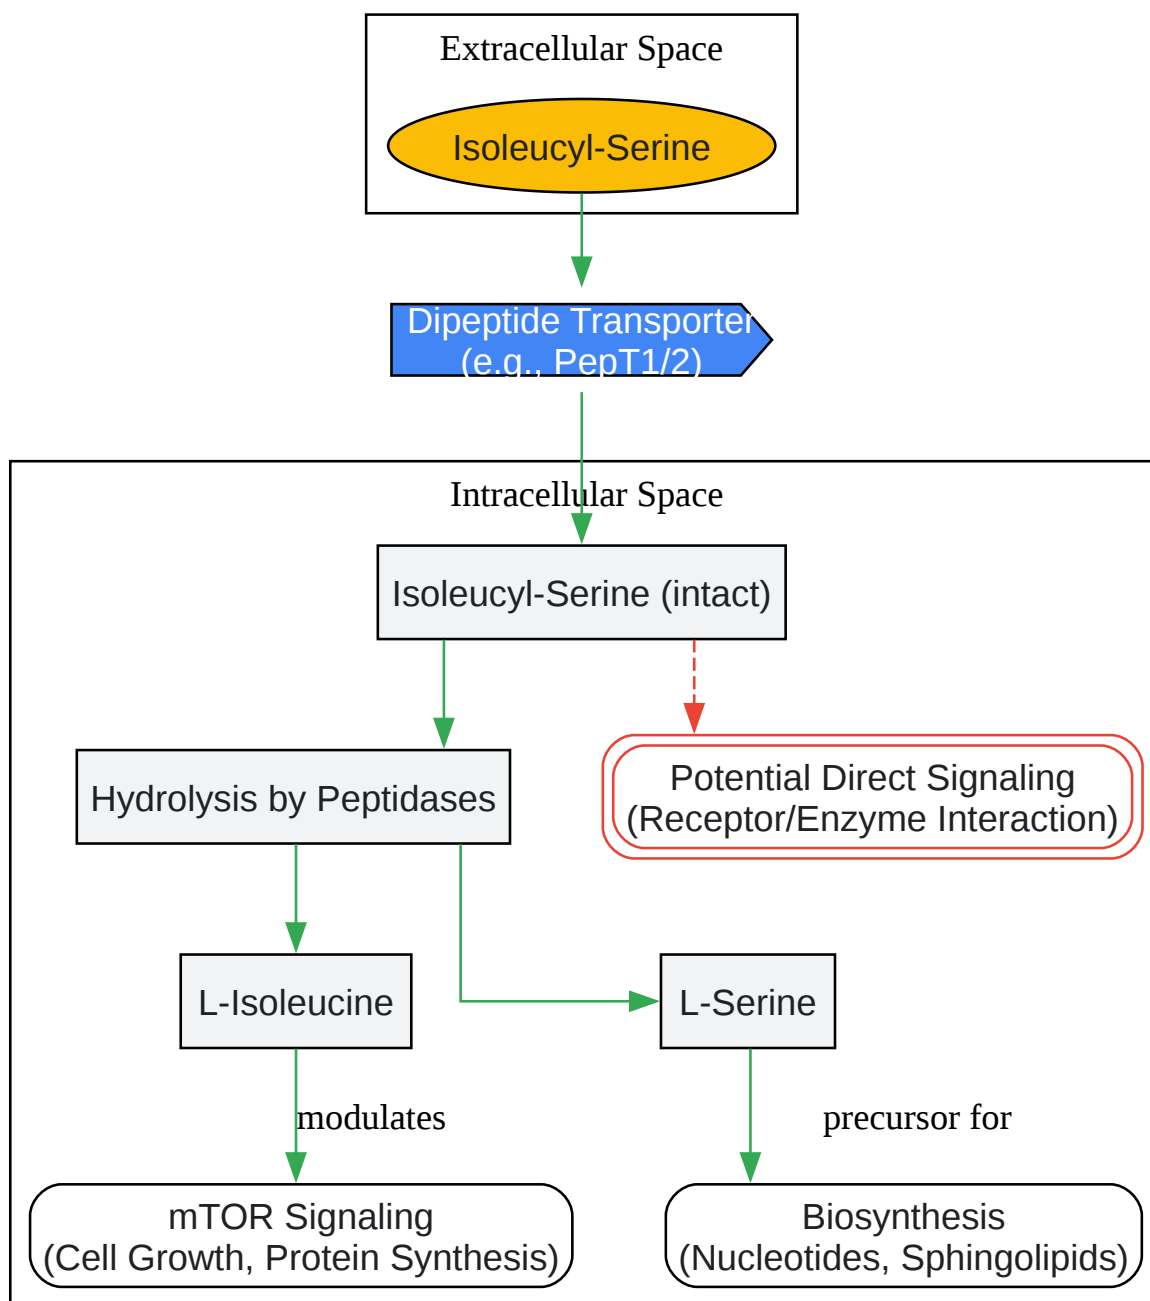 Extracellular Space
Isoleucyl-Serine
Dipeptide Transporter
(e.g., PepT1/2)
Intracellular Space
Isoleucyl-Serine (intact)
Hydrolysis by Peptidases
Potential Direct Signaling
(Receptor/Enzyme Interaction)
L-Isoleucine
L-Serine
modulates
precursor for
mTOR Signaling
(Cell Growth, Protein Synthesis)
Biosynthesis
(Nucleotides, Sphingolipids)